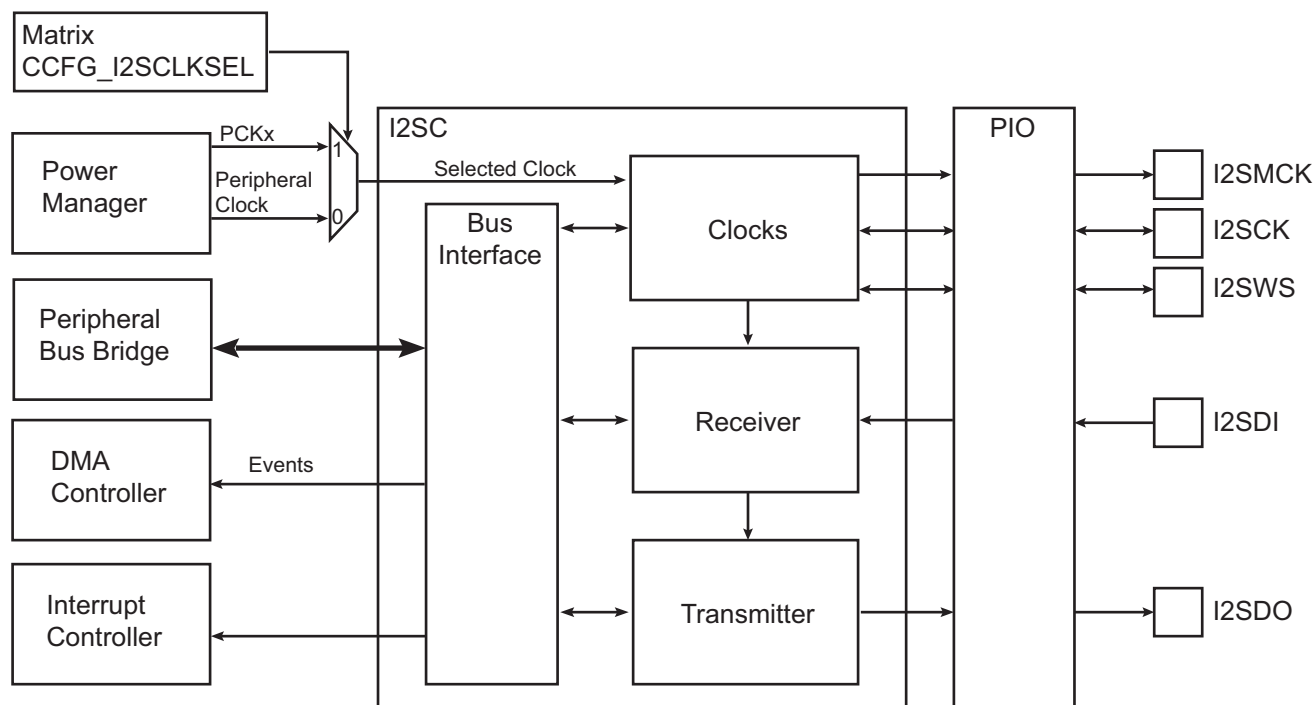 Matrix
CCFG_I2SCLKSEL
I2SC
PIO
PCKx
1
Power
Manager
Peripheral
Clock
0
Selected Clock
Clocks
Bus
Interface
I2SMCK
I2SCK
I2SWS
Peripheral
Bus Bridge
Receiver
I2SDI
DMA
Controller
Events
Interrupt
Controller
Transmitter
I2SDO